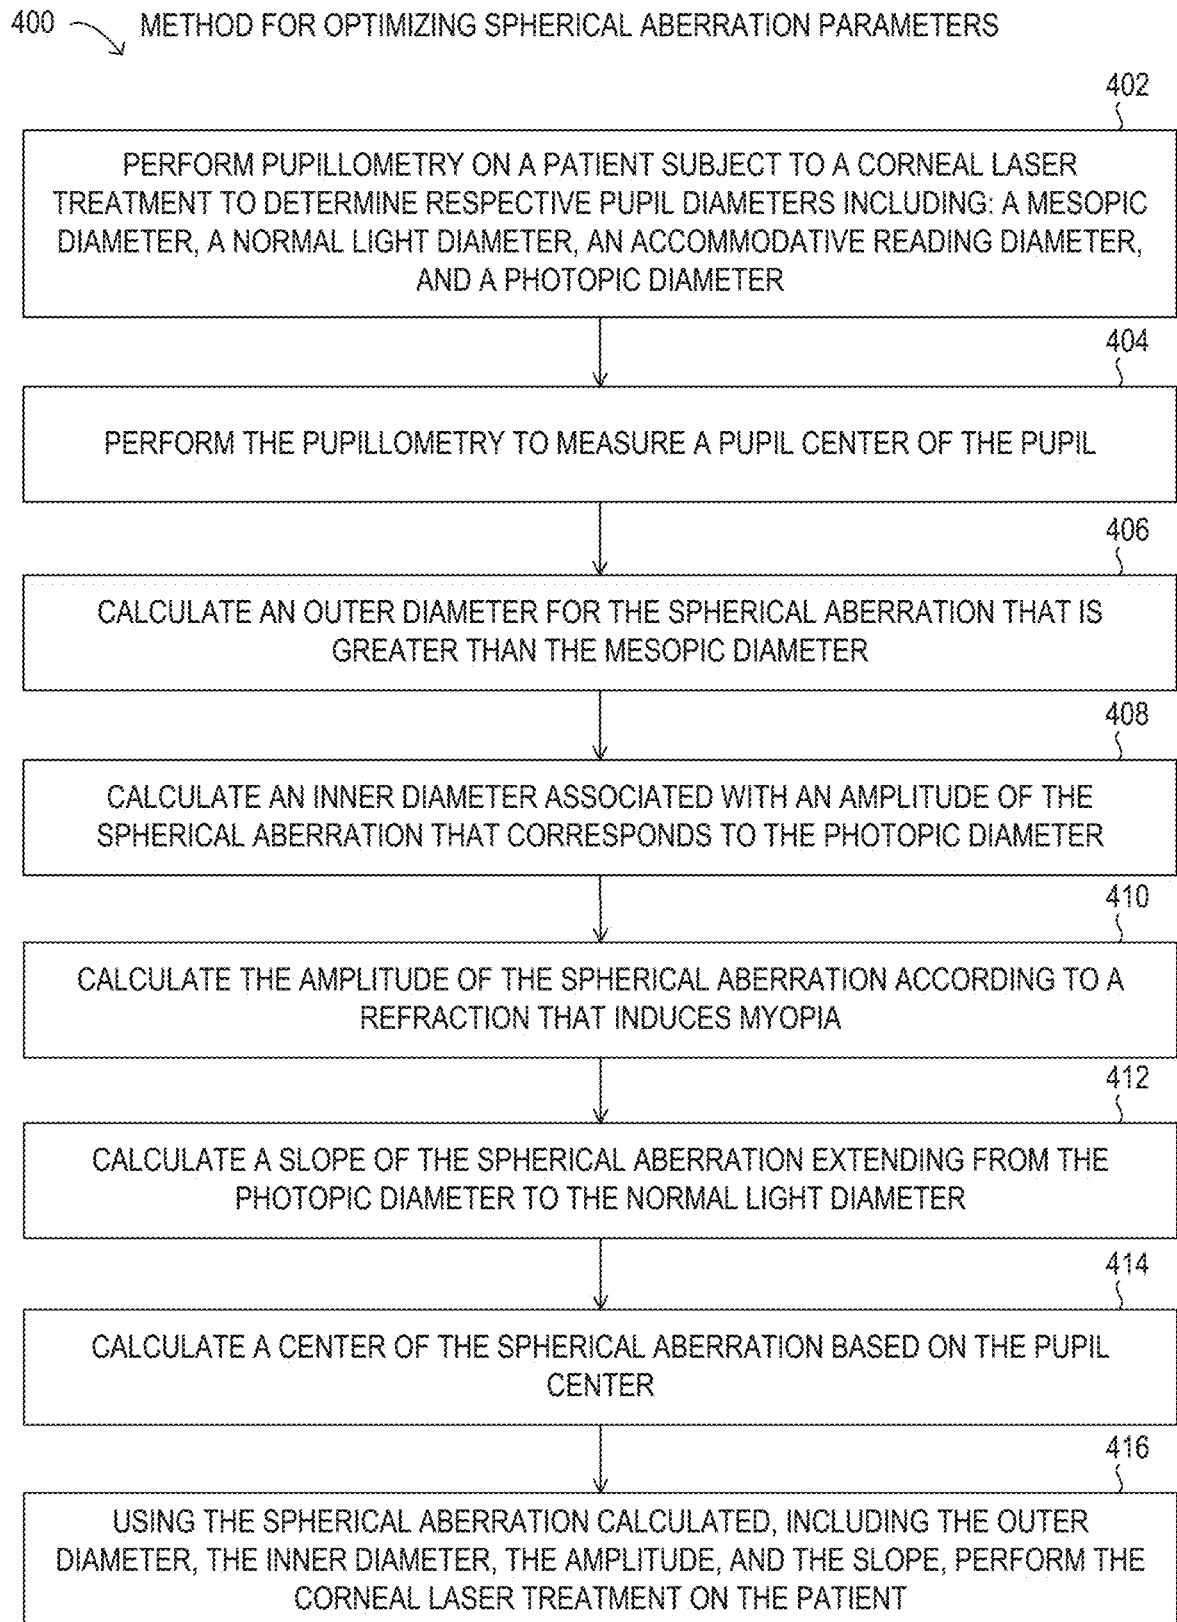 400
METHOD FOR OPTIMIZING SPHERICAL ABERRATION PARAMETERS
402
PERFORM PUPILLOMETRY ON A PATIENT SUBJECT TO A CORNEAL LASER
TREATMENT TO DETERMINE RESPECTIVE PUPIL DIAMETERS INCLUDING: A MESOPIC
DIAMETER, A NORMAL LIGHT DIAMETER, AN ACCOMMODATIVE READING DIAMETER,
AND A PHOTOPIC DIAMETER
404
PERFORM THE PUPILLOMETRY TO MEASURE A PUPIL CENTER OF THE PUPIL
406
CALCULATE AN OUTER DIAMETER FOR THE SPHERICAL ABERRATION THAT IS
GREATER THAN THE MESOPIC DIAMETER
408
CALCULATE AN INNER DIAMETER ASSOCIATED WITH AN AMPLITUDE OF THE
SPHERICAL ABERRATION THAT CORRESPONDS TO THE PHOTOPIC DIAMETER
410
CALCULATE THE AMPLITUDE OF THE SPHERICAL ABERRATION ACCORDING TO A
REFRACTION THAT INDUCES MYOPIA
412
CALCULATE A SLOPE OF THE SPHERICAL ABERRATION EXTENDING FROM THE
PHOTOPIC DIAMETER TO THE NORMAL LIGHT DIAMETER
414
CALCULATE A CENTER OF THE SPHERICAL ABERRATION BASED ON THE PUPIL
CENTER
416
USING THE SPHERICAL ABERRATION CALCULATED, INCLUDING THE OUTER
DIAMETER, THE INNER DIAMETER, THE AMPLITUDE, AND THE SLOPE, PERFORM THE
CORNEAL LASER TREATMENT ON THE PATIENT